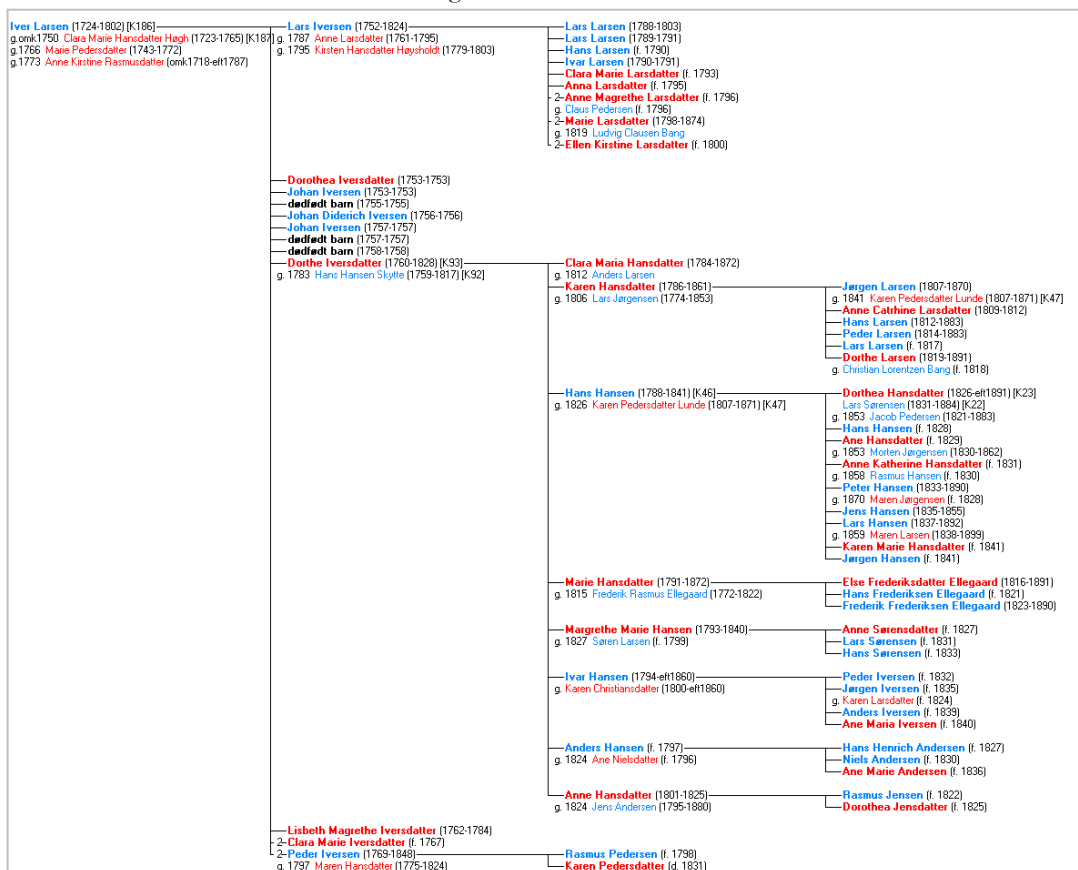 Iver Larsen (1724-1802) [K186]
g.omk1750 Clara Marie Hansdatter Høgh (1723-1765) [K187]
g.1766 Marie Pedersdatter (1743-1772)
g.1773 Anne Kirstine Rasmusdatter (omk1718-eft1787)
Lars Iversen (1752-1824)
g. 1787 Anne Larsdatter (1761-1795)
g. 1795 Kirsten Hansdatter Høysholdt (1779-1803)
Lars Larsen (1788-1803)
Lars Larsen (1789-1791)
Hans Larsen (f. 1790)
Ivar Larsen (1790-1791)
Clara Marie Larsdatter (f. 1793)
Anna Larsdatter (f. 1795)
2 Anne Magrethe Larsdatter (f. 1796)
g. Claus Pedersen (f. 1796)
2 Marie Larsdatter (1798-1874)
g. 1819 Ludvig Clausen Bang
2 Ellen Kirstine Larsdatter (f. 1800)
Dorothea Iversdatter (1753-1753)
Johan Iversen (1753-1753)
dødfødt barn (1755-1755)
Johan Diderich Iversen (1756-1756)
Johan Iversen (1757-1757)
dødfødt barn (1757-1757)
dødfødt barn (1758-1758)
Dorthe Iversdatter (1760-1828) [K93]
g. 1783 Hans Hansen Skytte (1759-1817) [K92]
Clara Maria Hansdatter (1784-1872)
g. 1812 Anders Larsen
Karen Hansdatter (1786-1861)
g. 1806 Lars Jørgensen (1774-1853)
Jørgen Larsen (1807-1870)
g. 1841 Karen Pedersdatter Lunde (1807-1871) [K47]
Anne Catrhine Larsdatter (1809-1812)
Hans Larsen (1812-1883)
Peder Larsen (1814-1883)
Lars Larsen (f. 1817)
Dorthe Larsen (1819-1891)
g. Christian Lorentzen Bang (f. 1818)
Hans Hansen (1788-1841) [K46]
g. 1826 Karen Pedersdatter Lunde (1807-1871) [K47]
Dorthea Hansdatter (1826-eft1891) [K23]
Lars Sørensen (1831-1884) [K22]
g. 1853 Jacob Pedersen (1821-1883)
Hans Hansen (f. 1828)
Ane Hansdatter (f. 1829)
g. 1853 Morten Jørgensen (1830-1862)
Anne Katherine Hansdatter (f. 1831)
g. 1858 Rasmus Hansen (f. 1830)
Peter Hansen (1833-1890)
g. 1870 Maren Jørgensen (f. 1828)
Jens Hansen (1835-1855)
Lars Hansen (1837-1892)
g. 1859 Maren Larsen (1838-1899)
Karen Marie Hansdatter (f. 1841)
Jørgen Hansen (f. 1841)
Marie Hansdatter (1791-1872)
g. 1815 Frederik Rasmus Ellegaard (1772-1822)
Else Frederiksdatter Ellegaard (1816-1891)
Hans Frederiksen Ellegaard (f. 1821)
Frederik Frederiksen Ellegaard (1823-1890)
Margrethe Marie Hansen (1793-1840)
g. 1827 Søren Larsen (f. 1799)
Anne Sørensdatter (f. 1827)
Lars Sørensen (f. 1831)
Hans Sørensen (f. 1833)
Ivar Hansen (1794-eft1860)
g. Karen Christiansdatter (1800-eft1860)
Peder Iversen (f. 1832)
Jørgen Iversen (f. 1835)
g. Karen Larsdatter (f. 1824)
Anders Iversen (f. 1839)
Ane Maria Iversen (f. 1840)
Anders Hansen (f. 1797)
g. 1824 Ane Nielsdatter (f. 1796)
Hans Henrich Andersen (f. 1827)
Niels Andersen (f. 1830)
Ane Marie Andersen (f. 1836)
Anne Hansdatter (1801-1825)
g. 1824 Jens Andersen (1795-1880)
Rasmus Jensen (f. 1822)
Dorothea Jensdatter (f. 1825)
Lisbeth Magrethe Iversdatter (1762-1784)
2 Clara Marie Iversdatter (f. 1767)
2 Peder Iversen (1769-1848)
g. 1797 Maren Hansdatter (1775-1824)
Rasmus Pedersen (f. 1798)
Karen Pedersdatter (d. 1831)